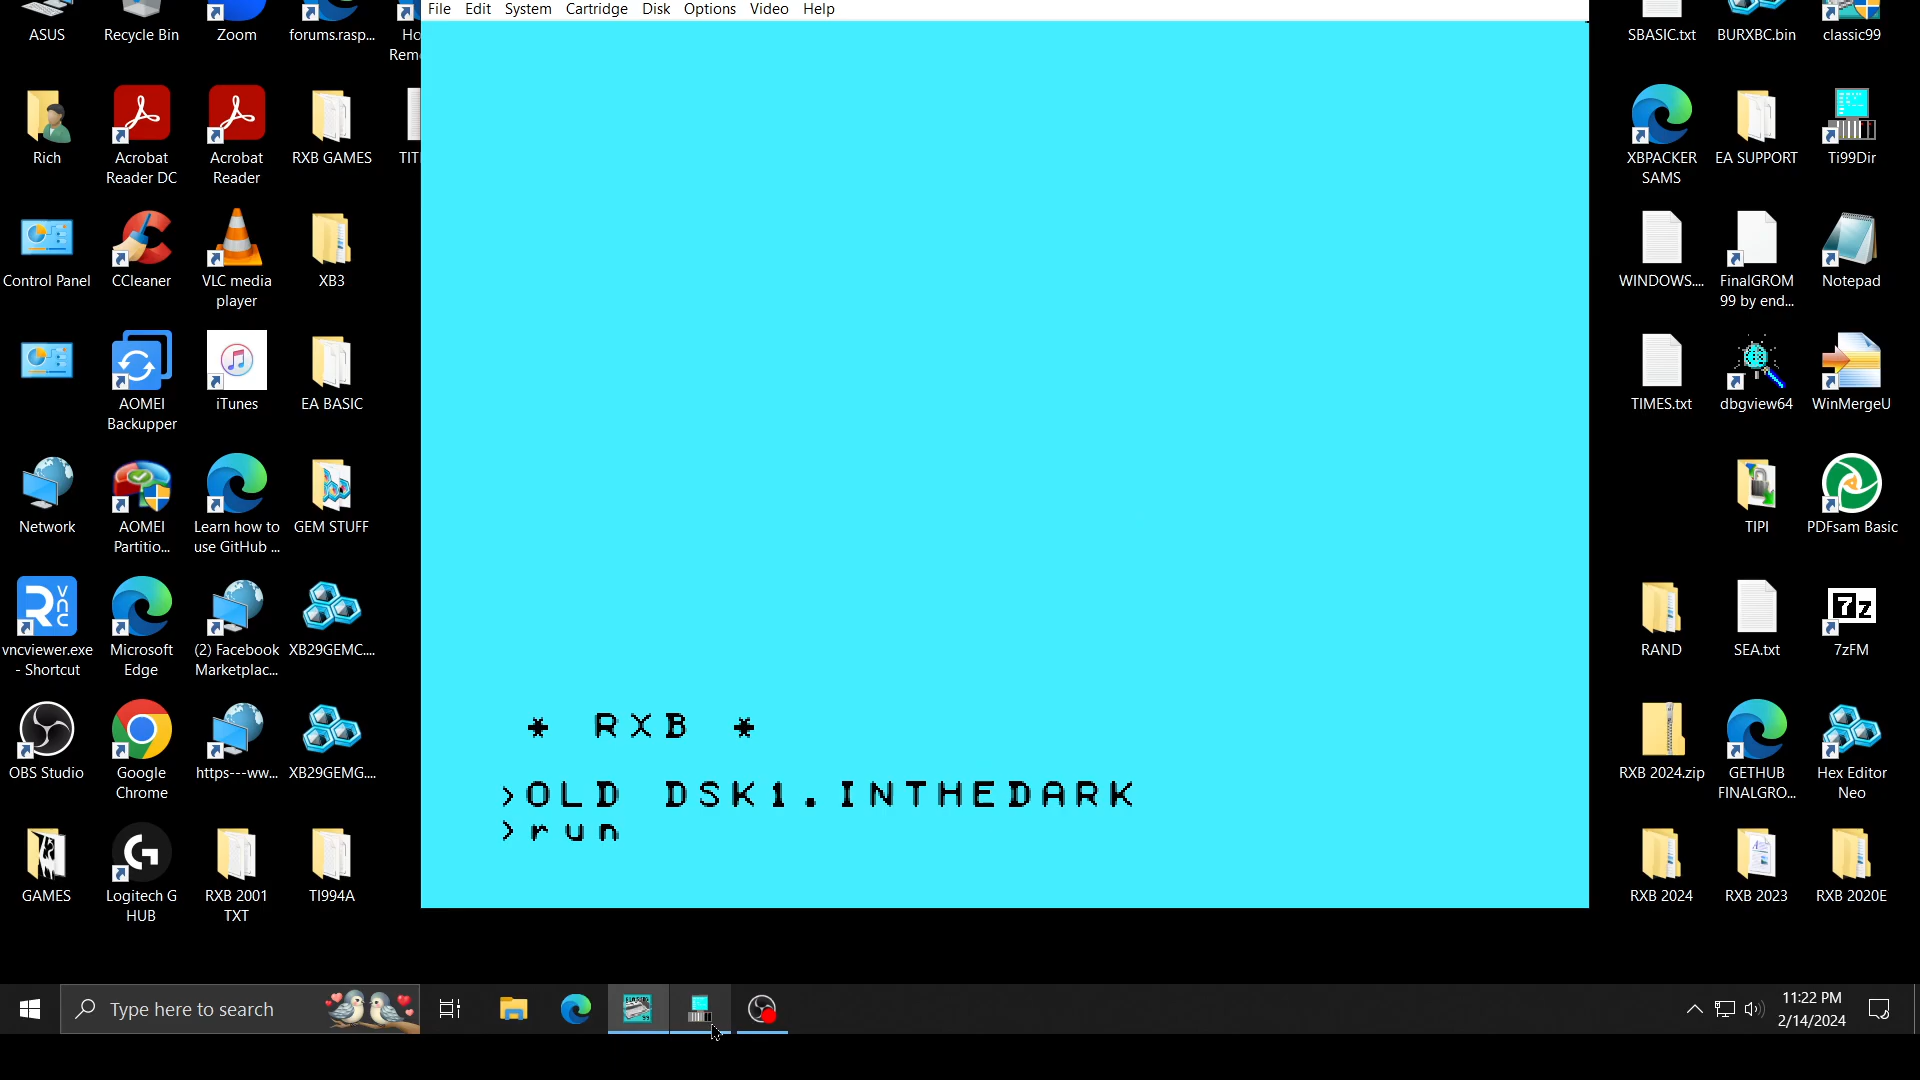 File Edit System Cartridge Disk Options Video Help
ASUS
Recycle Bin
Zoom
forums.rasp...
Ho
Rem
SBASIC.txt
BURXBC.bin
classic99
Rich
Acrobat
Reader DC
Acrobat
Reader
RXB GAMES
TIT
XBPACKER
SAMS
EA SUPPORT
Ti99Dir
Control Panel
CCleaner
VLC media
player
XB3
WINDOWS....
FinalGROM
99 by end...
Notepad
AOMEI
Backupper
iTunes
EA BASIC
TIMES.txt
dbgview64
WinMergeU
Network
AOMEI
Partitio...
Learn how to
use GitHub ...
GEM STUFF
TIPI
PDFsam Basic
vncviewer.exe
- Shortcut
Microsoft
Edge
(2) Facebook
Marketplac...
XB29GEMC....
RAND
SEA.txt
7z
7zFM
* RXB *
>OLD DSK1.INTHEDARK
>run
OBS Studio
Google
Chrome
https---ww...
XB29GEMG....
RXB 2024.zip
GETHUB
FINALGRO...
Hex Editor
Neo
GAMES
Logitech G
HUB
RXB 2001
TXT
TI994A
RXB 2024
RXB 2023
RXB 2020E
Type here to search
11:22 PM
2/14/2024